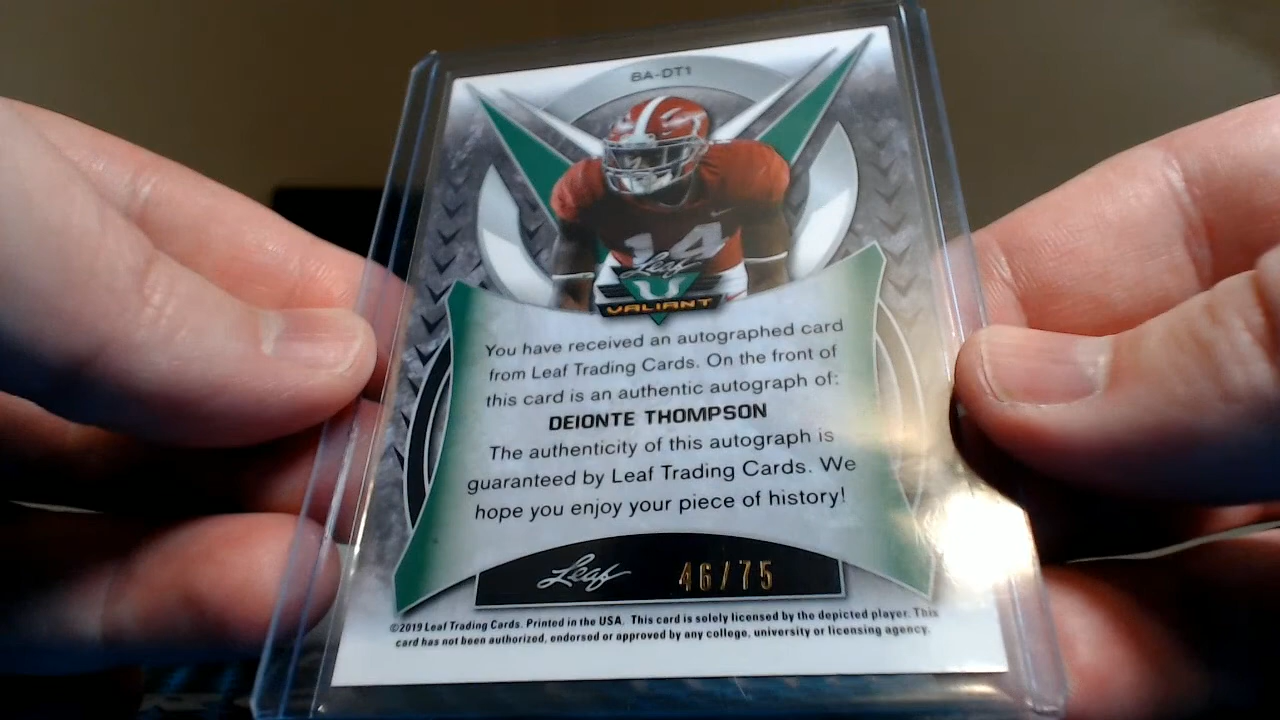 BA-DT1
14
Leaf
VALIANT
You have received an autographed card
from Leaf Trading Cards. On the front of
this card is an authentic autograph of:
DEIONTE THOMPSON
The authenticity of this autograph is
guaranteed by Leaf Trading Cards. We
hope you enjoy your piece of history!
Leaf 46/75
©2019 Leaf Trading Cards. Printed in the USA. This card is solely licensed by the depicted player. This
card has not been authorized, endorsed or approved by any college, university or licensing agency.